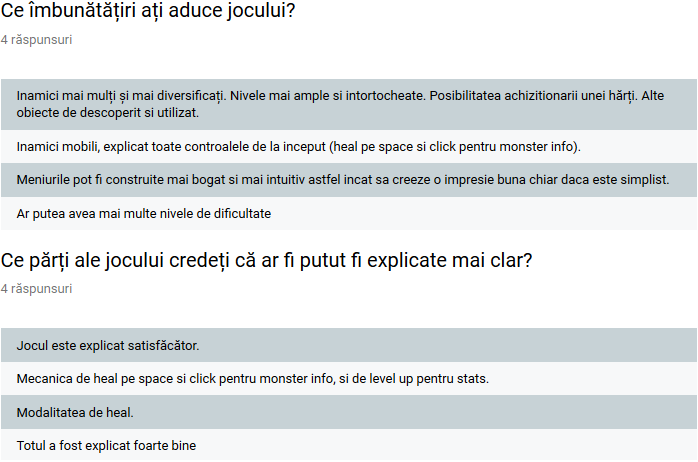 Ce îmbunătățiri ați aduce jocului?
4 răspunsuri
Inamici mai mulți și mai diversificați. Nivele mai ample si intortocheate. Posibilitatea achizitionarii unei hărți. Alte
obiecte de descoperit si utilizat.
Inamici mobili, explicat toate controalele de la inceput (heal pe space si click pentru monster info).
Meniurile pot fi construite mai bogat si mai intuitiv astfel incat sa creeze o impresie buna chiar daca este simplist.
Ar putea avea mai multe nivele de dificultate
Ce părți ale jocului credeți că ar fi putut fi explicate mai clar?
4 răspunsuri
Jocul este explicat satisfăcător.
Mecanica de heal pe space si click pentru monster info, si de level up pentru stats.
Modalitatea de heal.
Totul a fost explicat foarte bine